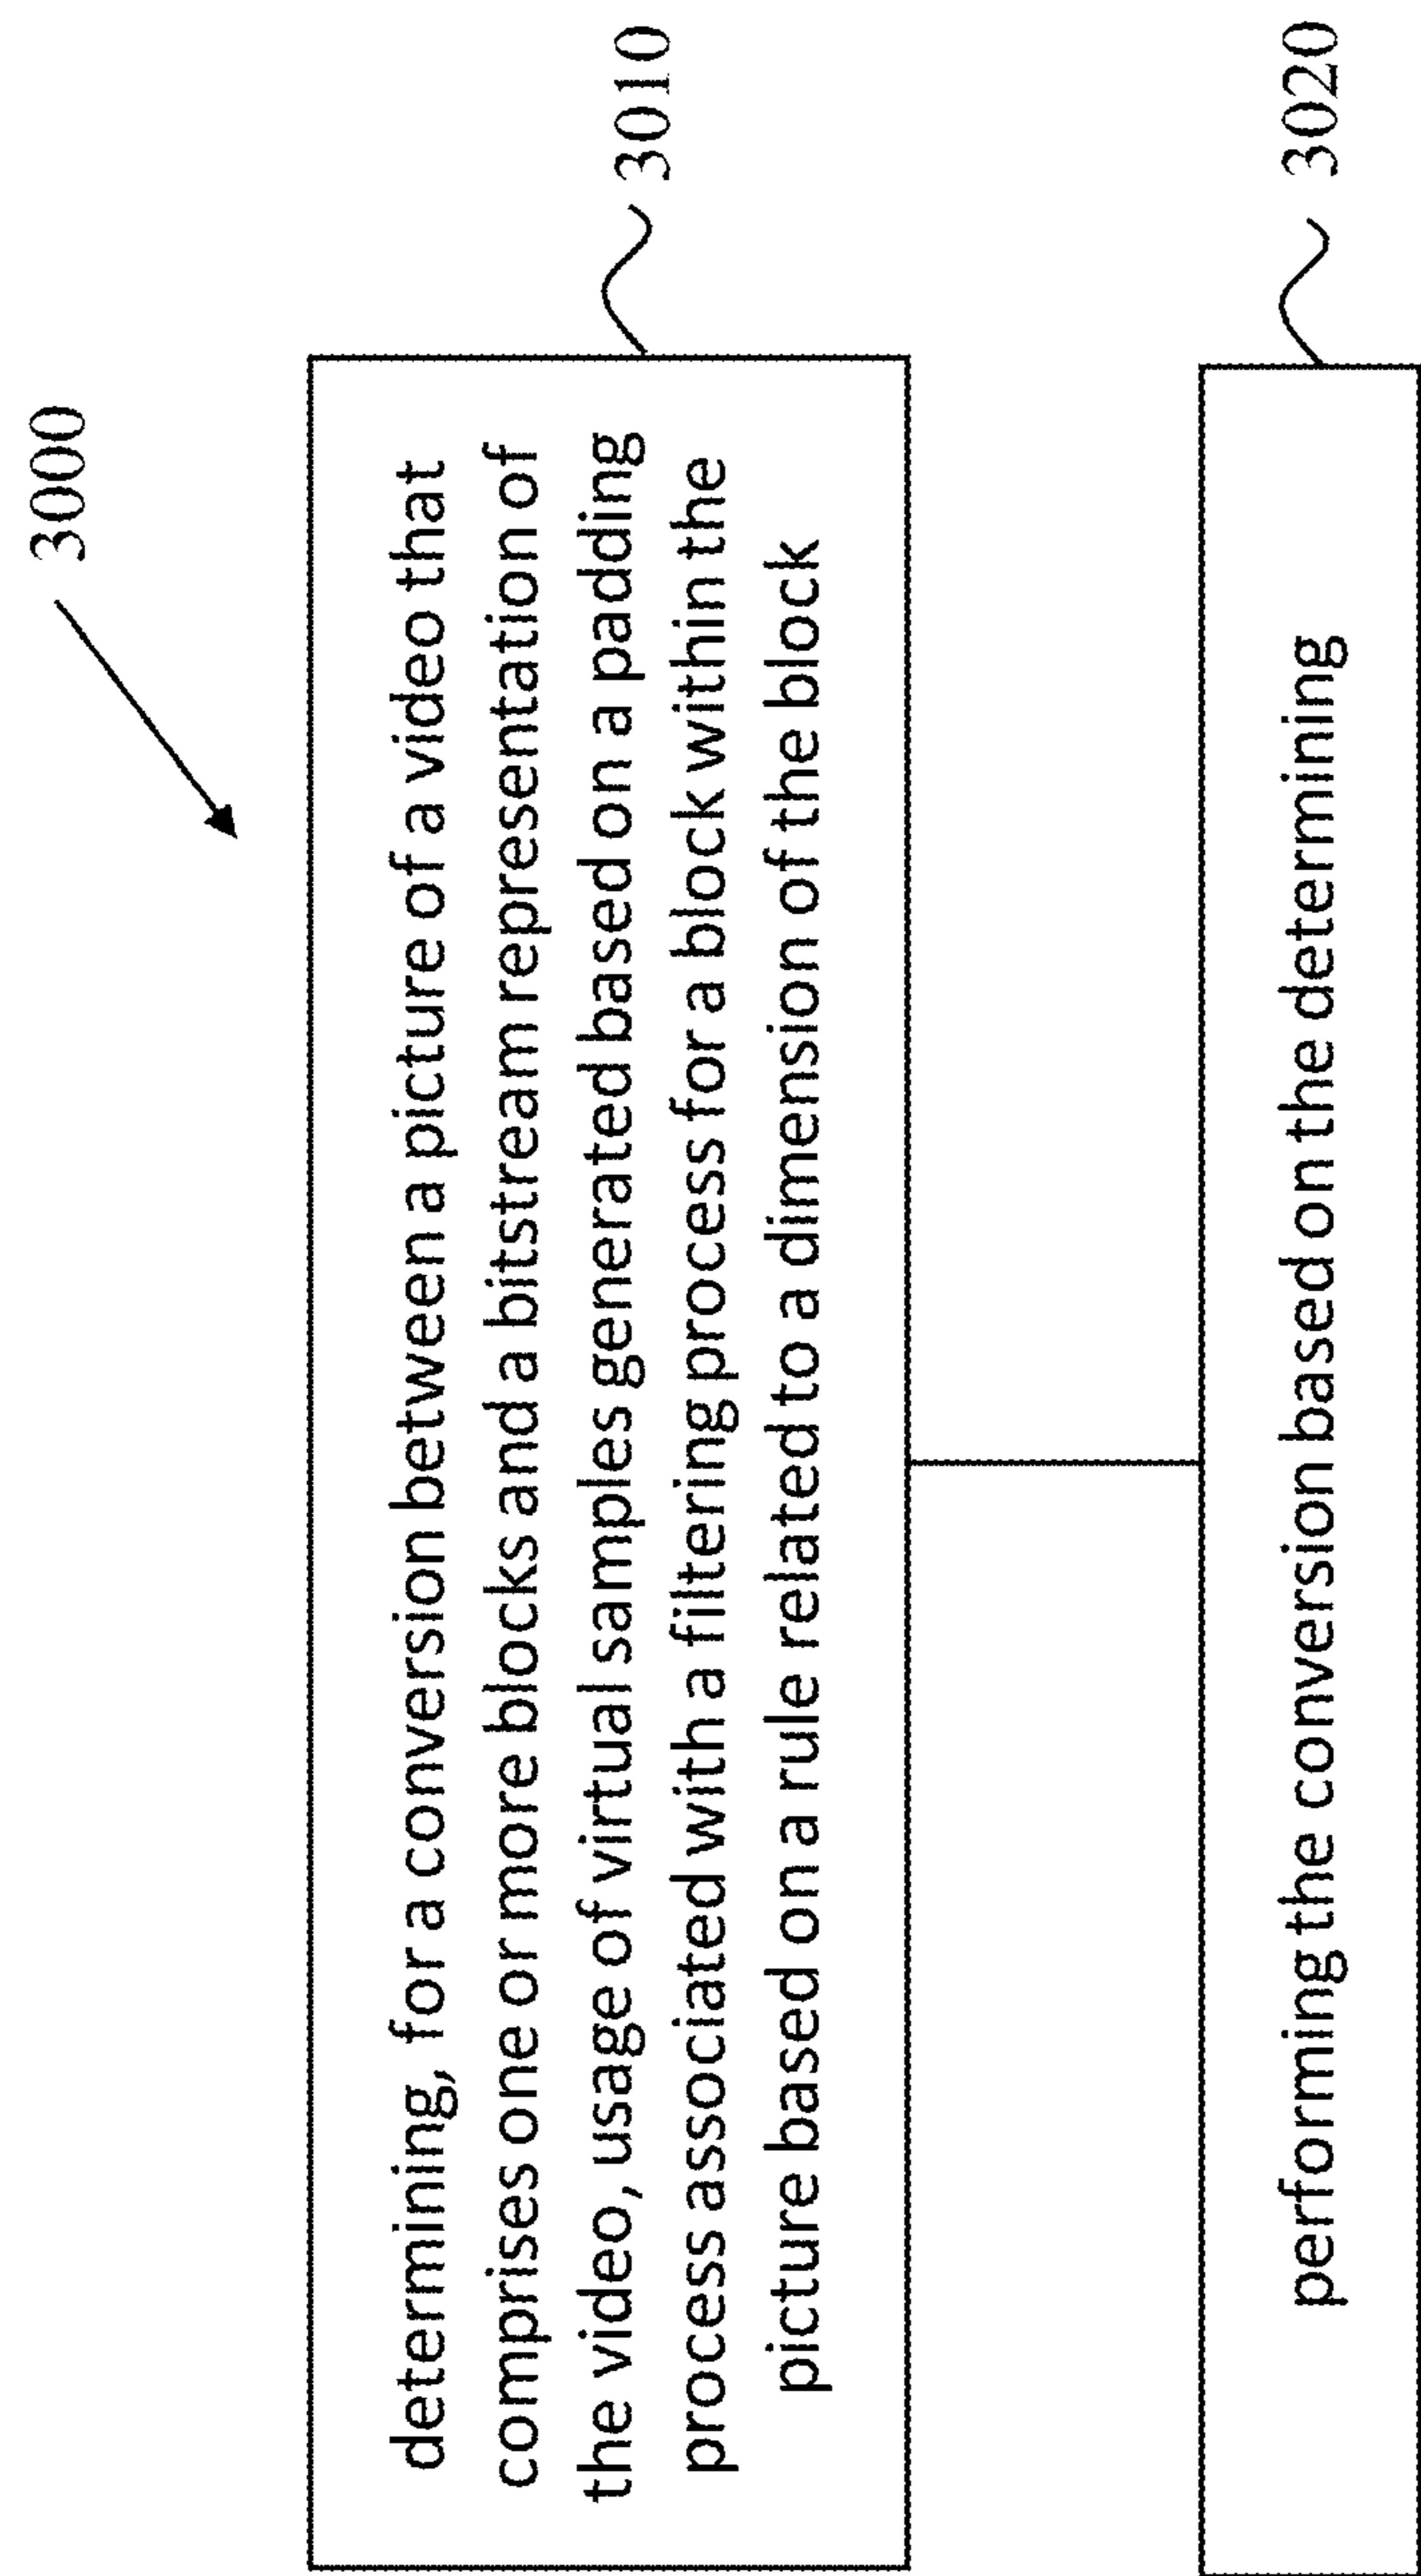 3000
determining, for a conversion between a picture of a video that
comprises one or more blocks and a bitstream representation of
the video, usage of virtual samples generated based on a padding
process associated with a filtering process for a block within the
picture based on a rule related to a dimension of the block
3010
performing the conversion based on the determining
3020